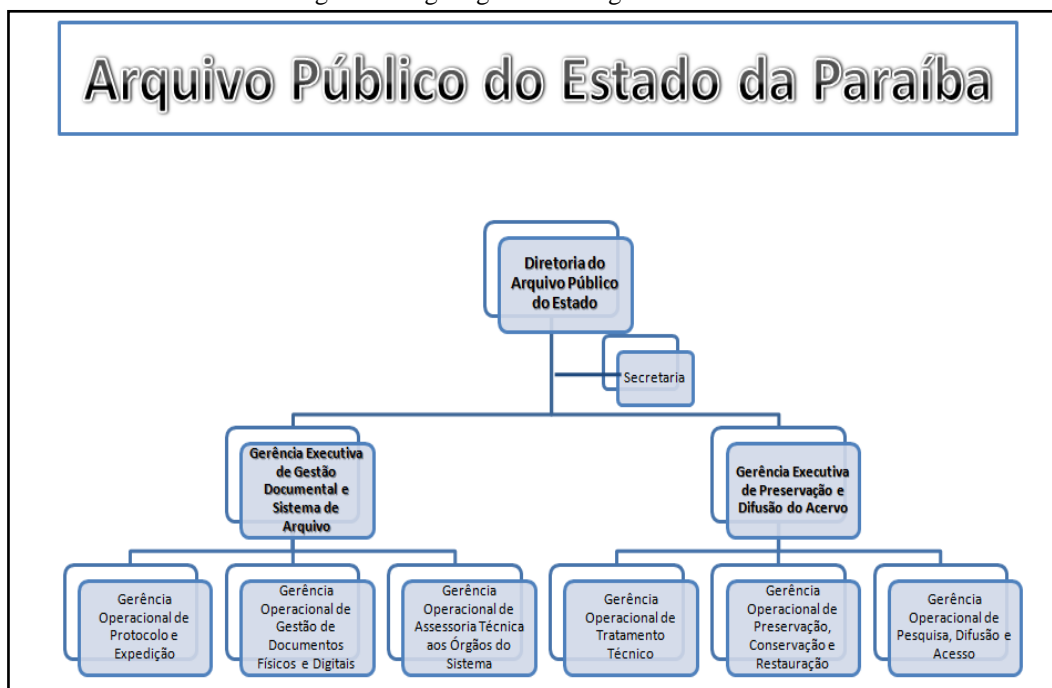 Arquivo Público do Estado da Paraíba
Diretoria do
Arquivo Público
do Estado
Secretaria
Gerência Executiva
de Gestão
Documental e
Sistema de
Arquivo
Gerência Executiva
de Preservação e
Difusão do Acervo
Gerência
Operacional de
Protocolo e
Expedição
Gerência
Operacional de
Gestão de
Documentos
Físicos e Digitais
Gerência
Operacional de
Assessoria Técnica
aos Órgãos do
Sistema
Gerência
Operacional de
Tratamento
Técnico
Gerência
Operacional de
Preservação,
Conservação e
Restauração
Gerência
Operacional de
Pesquisa, Difusão e
Acesso